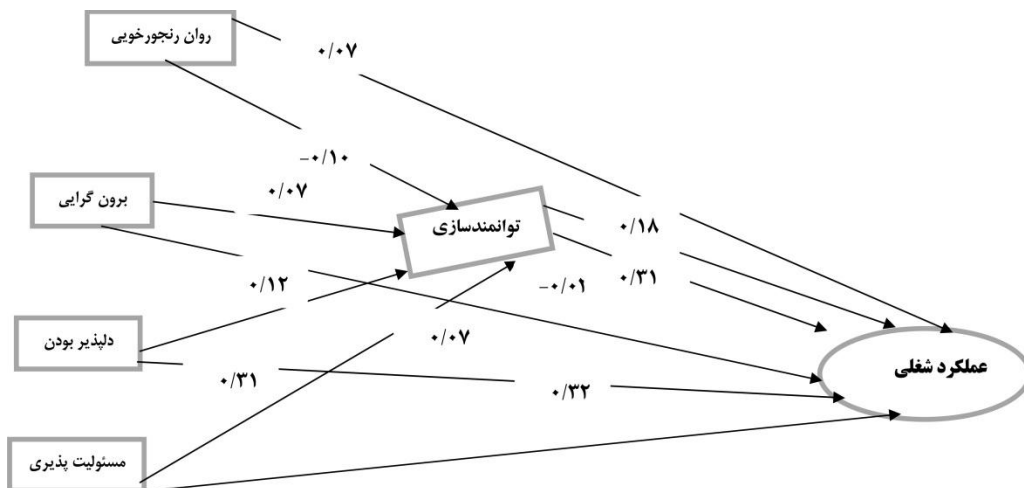 روان رنجورخویی
۰/۰۷
−۰/۱۰
برون گرایی
۰/۰۷
توانمندسازی
۰/۱۸
۰/۱۲
−۰/۰۱
۰/۳۱
دلپذیر بودن
۰/۰۷
عملکرد شغلی
۰/۳۱
۰/۳۲
مسئولیت پذیری